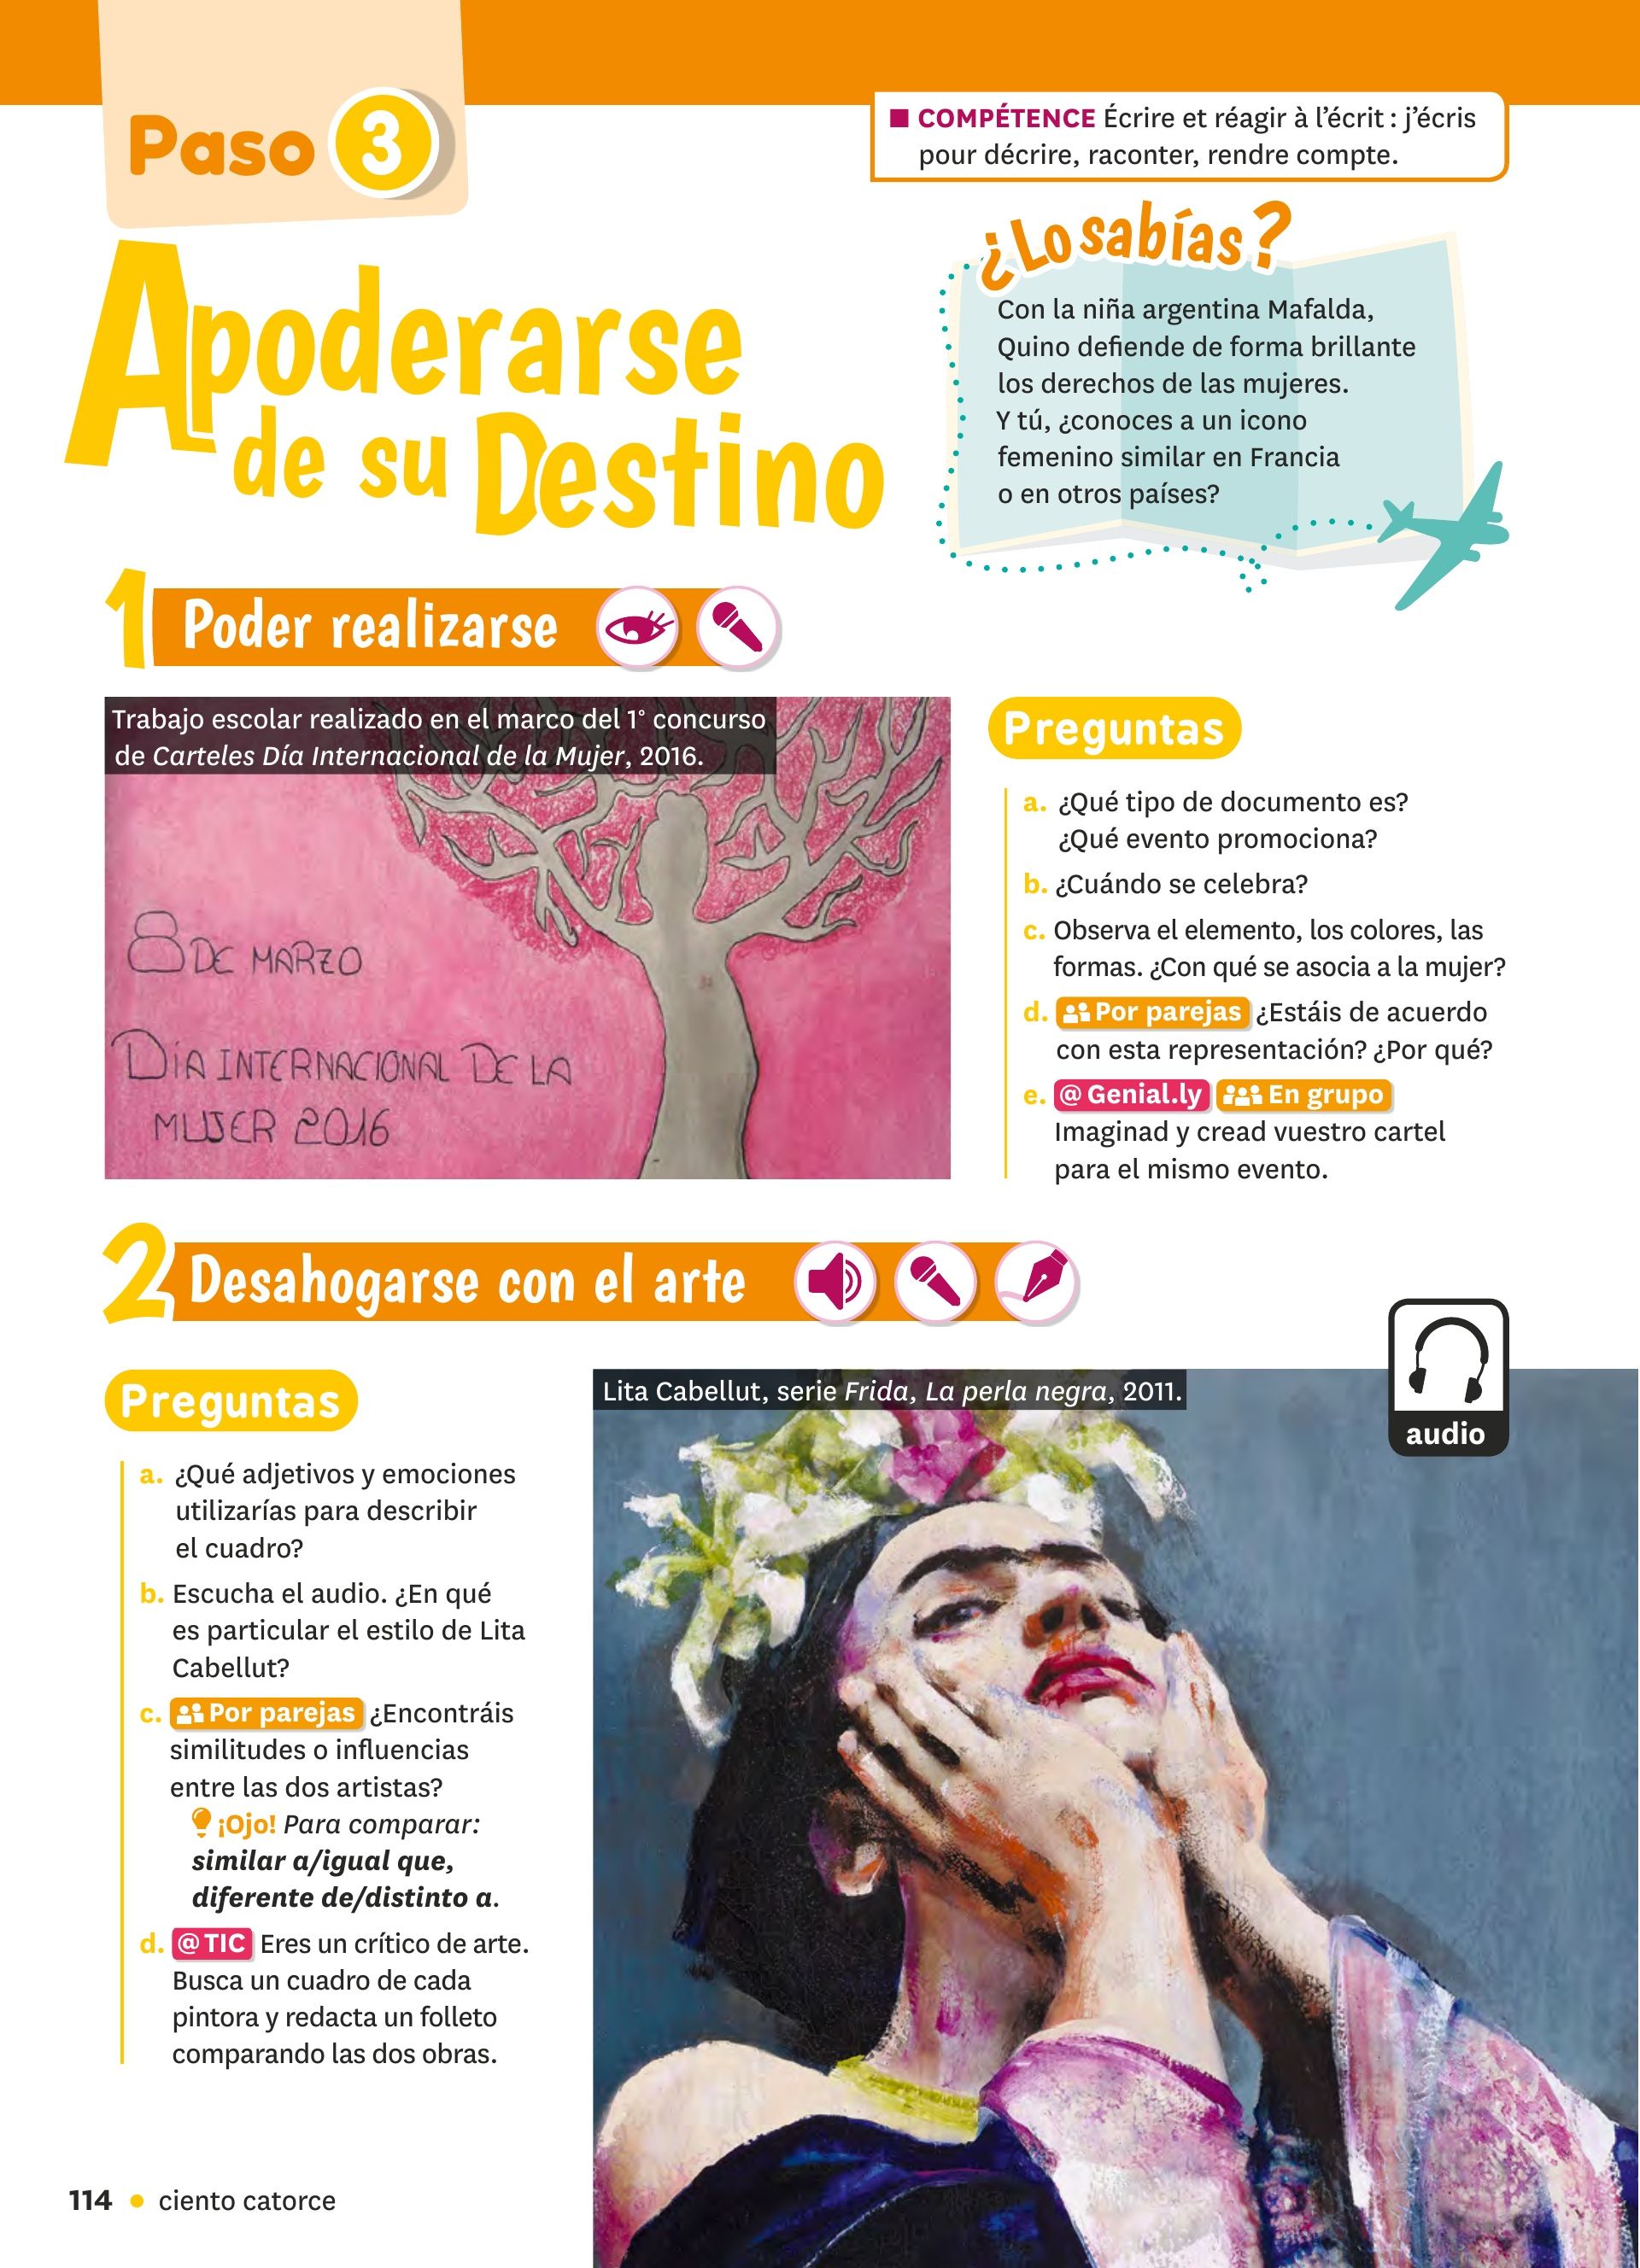 Paso 3
■ COMPÉTENCE Écrire et réagir à l'écrit : j'écris
pour décrire, raconter, rendre compte.
Apoderarse
de su Destino
¿Lo sabías?
Con la niña argentina Mafalda,
Quino defiende de forma brillante
los derechos de las mujeres.
Y tú, ¿conoces a un icono
femenino similar en Francia
o en otros países?
1 Poder realizarse
Trabajo escolar realizado en el marco del 1° concurso
de Carteles Día Internacional de la Mujer, 2016.
8 DE MARZO
DÍA INTERNACIONAL DE LA
MUJER 2016
Preguntas
a. ¿Qué tipo de documento es?
¿Qué evento promociona?
b. ¿Cuándo se celebra?
c. Observa el elemento, los colores, las
formas. ¿Con qué se asocia a la mujer?
d. Por parejas ¿Estáis de acuerdo
con esta representación? ¿Por qué?
e. @ Genial.ly En grupo
Imaginad y cread vuestro cartel
para el mismo evento.
2 Desahogarse con el arte
Preguntas
a. ¿Qué adjetivos y emociones
utilizarías para describir
el cuadro?
b. Escucha el audio. ¿En qué
es particular el estilo de Lita
Cabellut?
c. Por parejas ¿Encontráis
similitudes o influencias
entre las dos artistas?
¡Ojo! Para comparar:
similar a/igual que,
diferente de/distinto a.
d. @ TIC Eres un crítico de arte.
Busca un cuadro de cada
pintora y redacta un folleto
comparando las dos obras.
Lita Cabellut, serie Frida, La perla negra, 2011.
audio
114 • ciento catorce